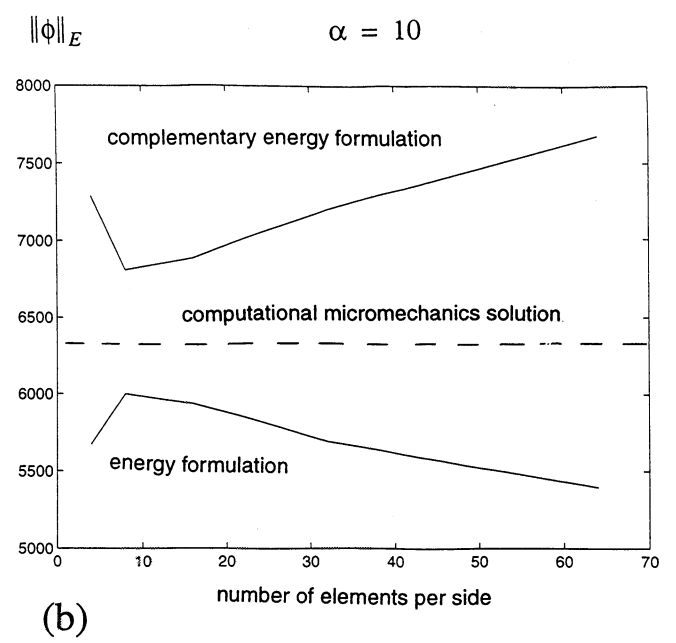 ‖ϕ‖E α = 10
8000
complementary energy formulation
7500
7000
6500
computational micromechanics solution
6000
5500
energy formulation
5000
0 10 20 30 40 50 60 70
number of elements per side
(b)